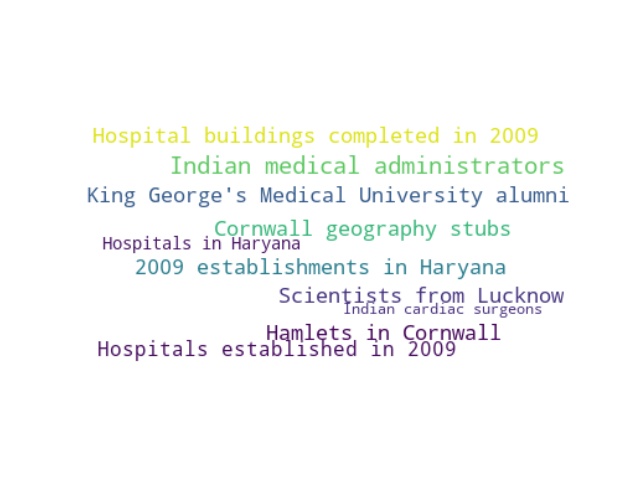 Hospital buildings completed in 2009
Indian medical administrators
King George's Medical University alumni
Cornwall geography stubs
Hospitals in Haryana
2009 establishments in Haryana
Scientists from Lucknow
Indian cardiac surgeons
Hamlets in Cornwall
Hospitals established in 2009